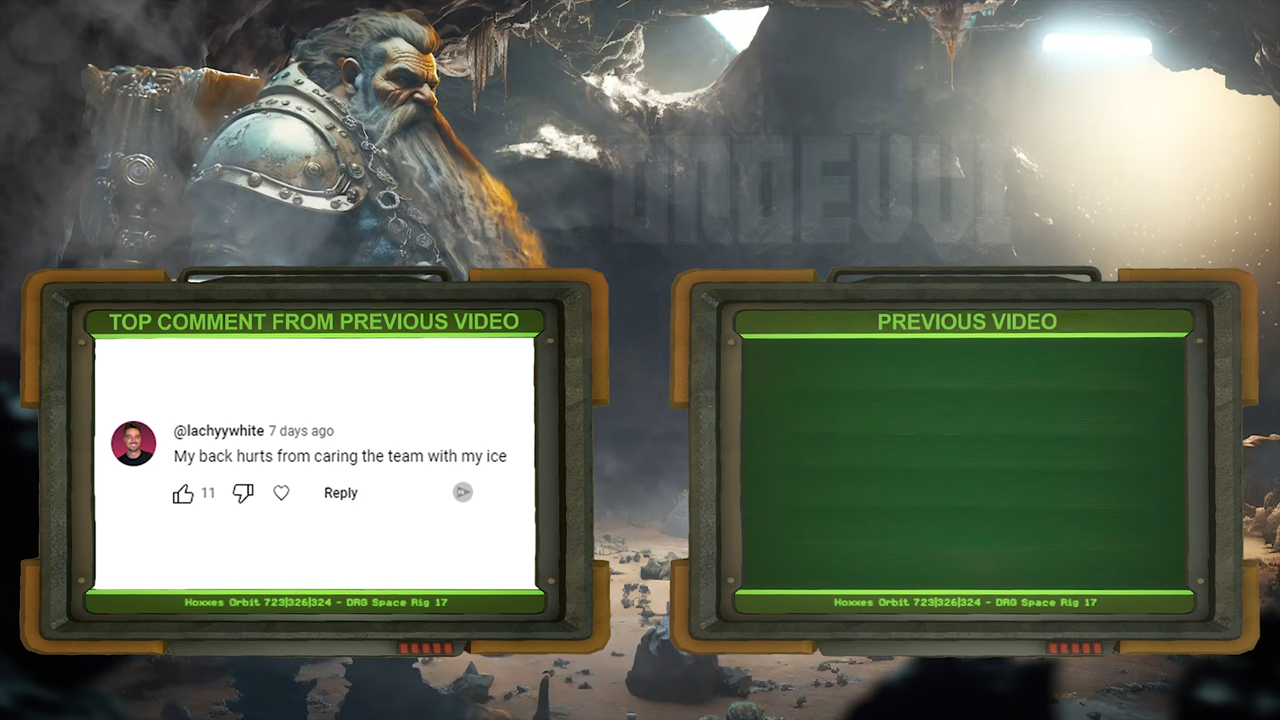 TOP COMMENT FROM PREVIOUS VIDEO
@lachyywhite 7 days ago
My back hurts from caring the team with my ice
11
Reply
Hoxxes Orbit 723|326|324 - DRG Space Rig 17
PREVIOUS VIDEO
Hoxxes Orbit 723|326|324 - DRG Space Rig 17